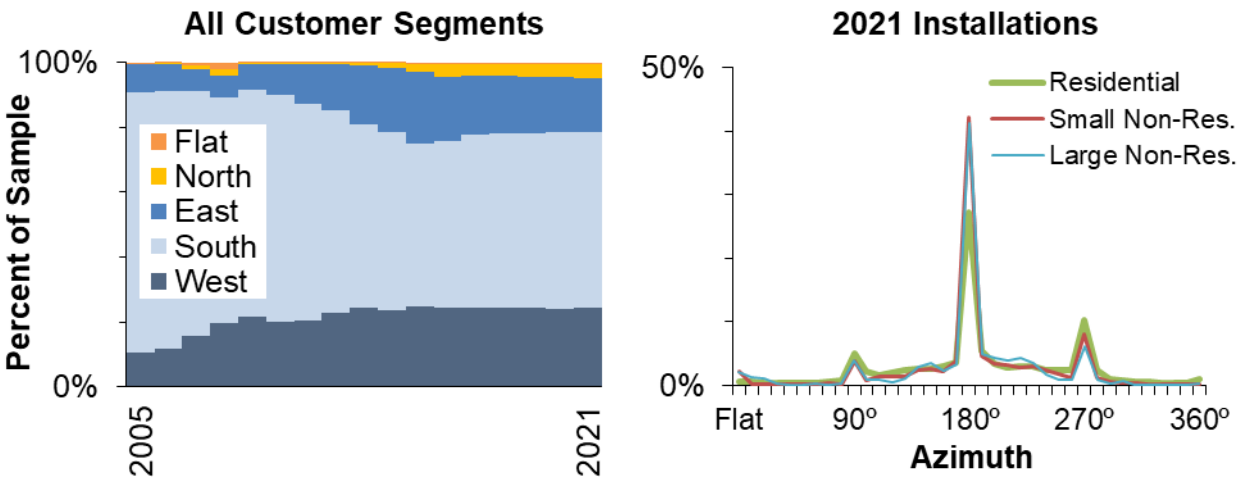 All Customer Segments
Percent of Sample
100%
0%
Flat
North
East
South
West
2005
2021
2021 Installations
50%
0%
Residential
Small Non-Res.
Large Non-Res.
Flat
90º
180º
270º
360º
Azimuth